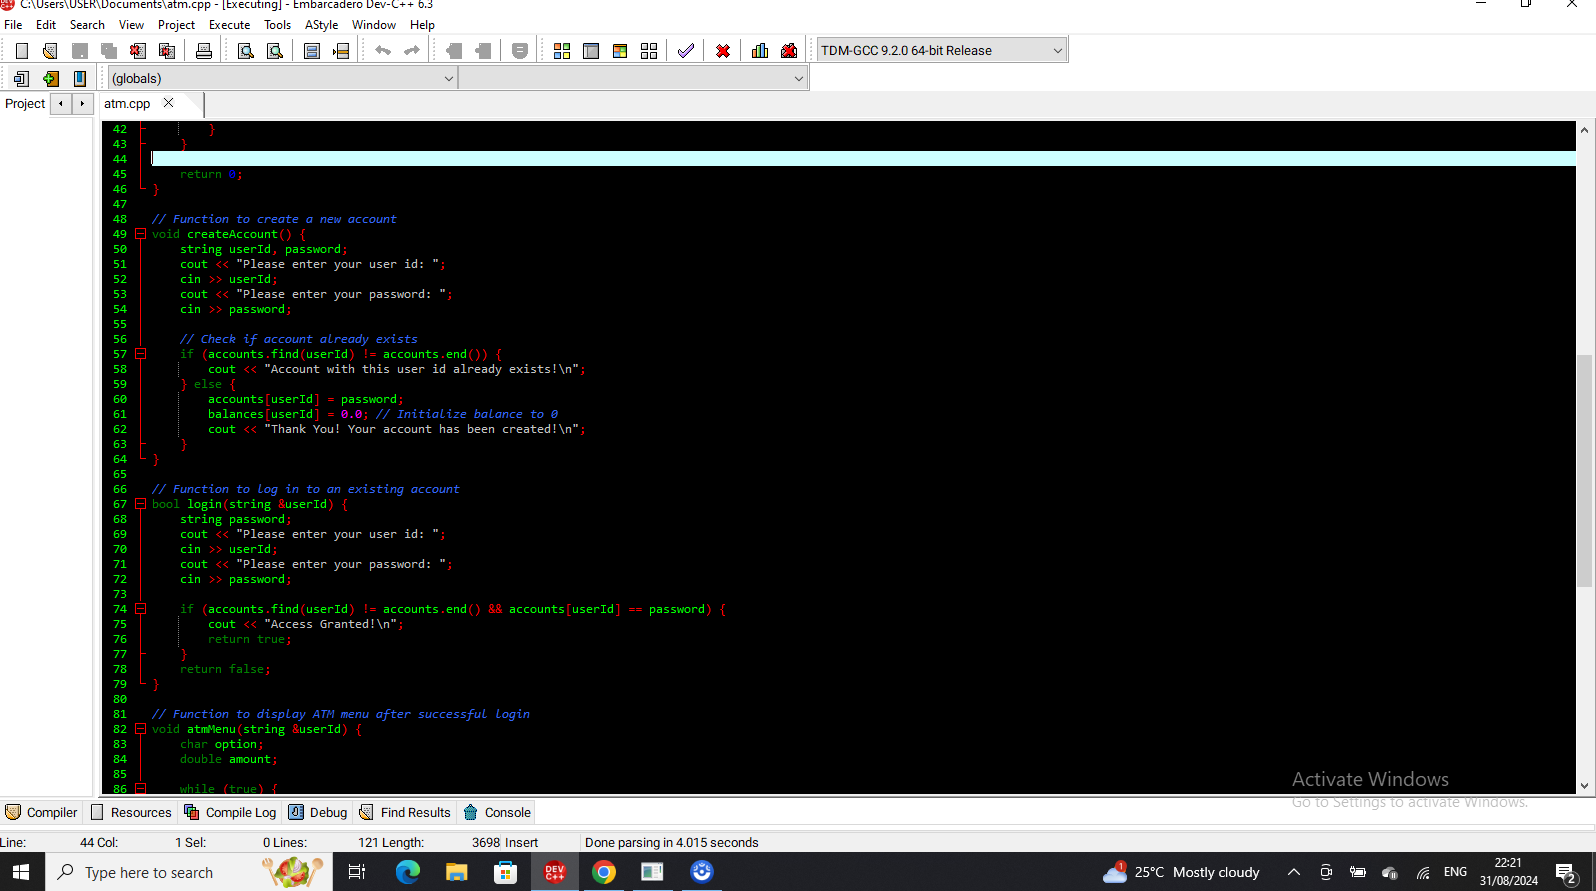 C:\Users\USER\Documents\atm.cpp - [Executing] - Embarcadero Dev-C++ 6.3
File Edit Search View Project Execute Tools AStyle Window Help
TDM-GCC 9.2.0 64-bit Release
(globals)
Project atm.cpp
42 }
43 }
44
45 return 0;
46 }
47
48 // Function to create a new account
49 void createAccount() {
50 string userId, password;
51 cout << "Please enter your user id: ";
52 cin >> userId;
53 cout << "Please enter your password: ";
54 cin >> password;
55
56 // Check if account already exists
57 if (accounts.find(userId) != accounts.end()) {
58 cout << "Account with this user id already exists!\n";
59 } else {
60 accounts[userId] = password;
61 balances[userId] = 0.0; // Initialize balance to 0
62 cout << "Thank You! Your account has been created!\n";
63 }
64 }
65
66 // Function to log in to an existing account
67 bool login(string &userId) {
68 string password;
69 cout << "Please enter your user id: ";
70 cin >> userId;
71 cout << "Please enter your password: ";
72 cin >> password;
73
74 if (accounts.find(userId) != accounts.end() && accounts[userId] == password) {
75 cout << "Access Granted!\n";
76 return true;
77 }
78 return false;
79 }
80
81 // Function to display ATM menu after successful login
82 void atmMenu(string &userId) {
83 char option;
84 double amount;
85
86 while (true) {
Activate Windows
Go to Settings to activate Windows.
Compiler Resources Compile Log Debug Find Results Console
Line: 44 Col: 1 Sel: 0 Lines: 121 Length: 3698 Insert Done parsing in 4.015 seconds
Type here to search
DEV C++
1 25°C Mostly cloudy ENG 22:21
31/08/2024 2